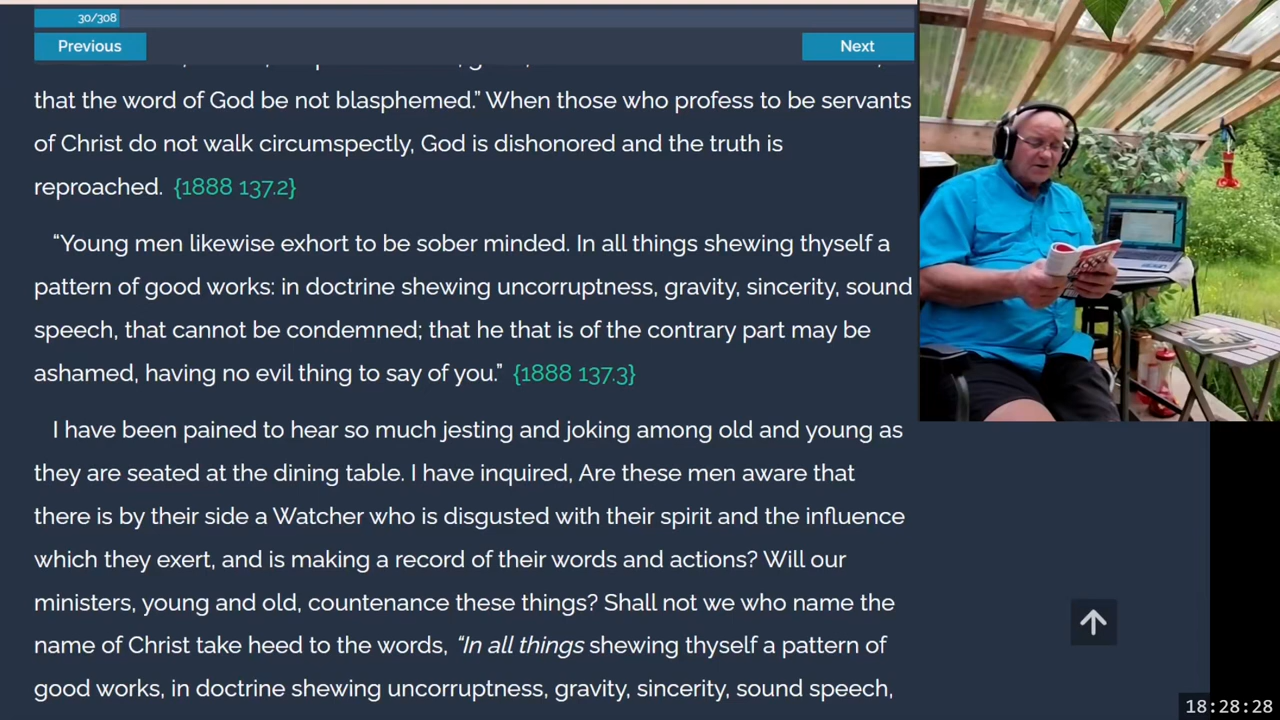 30/308
Previous
Next
that the word of God be not blasphemed.” When those who profess to be servants
of Christ do not walk circumspectly, God is dishonored and the truth is
reproached. {1888 137.2}
“Young men likewise exhort to be sober minded. In all things shewing thyself a
pattern of good works: in doctrine shewing uncorruptness, gravity, sincerity, sound
speech, that cannot be condemned; that he that is of the contrary part may be
ashamed, having no evil thing to say of you.” {1888 137.3}
I have been pained to hear so much jesting and joking among old and young as
they are seated at the dining table. I have inquired, Are these men aware that
there is by their side a Watcher who is disgusted with their spirit and the influence
which they exert, and is making a record of their words and actions? Will our
ministers, young and old, countenance these things? Shall not we who name the
name of Christ take heed to the words, “In all things shewing thyself a pattern of
good works, in doctrine shewing uncorruptness, gravity, sincerity, sound speech,
18:28:28